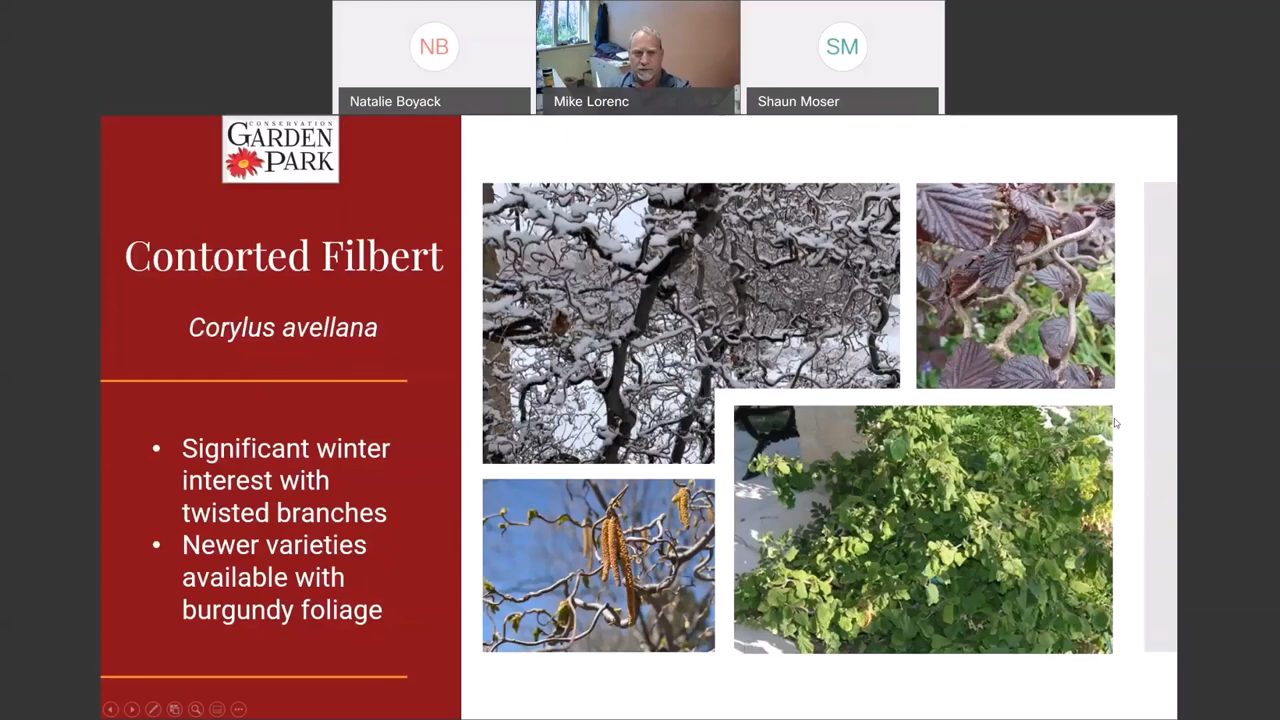 NB
SM
Natalie Boyack
Mike Lorenc
Shaun Moser
CONSERVATION
GARDEN
PARK
Contorted Filbert
Corylus avellana
• Significant winter
interest with
twisted branches
• Newer varieties
available with
burgundy foliage